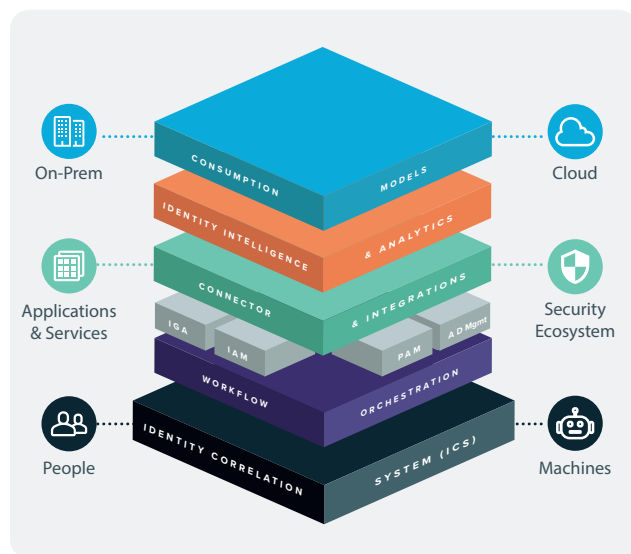 On-Prem
CONSUMPTION MODELS
Cloud
IDENTITY INTELLIGENCE & ANALYTICS
Applications
& Services
CONNECTOR & INTEGRATIONS
Security
Ecosystem
IGA
IAM
PAM
AD Mgmt
WORKFLOW ORCHESTRATION
People
IDENTITY CORRELATION SYSTEM (ICS)
Machines